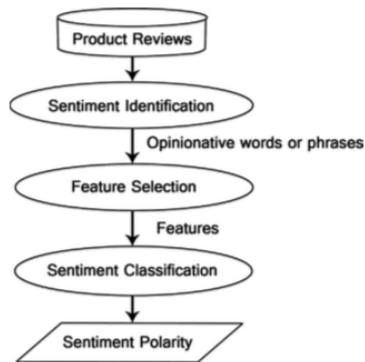 Product Reviews
Sentiment Identification
Opinionative words or phrases
Feature Selection
Features
Sentiment Classification
Sentiment Polarity